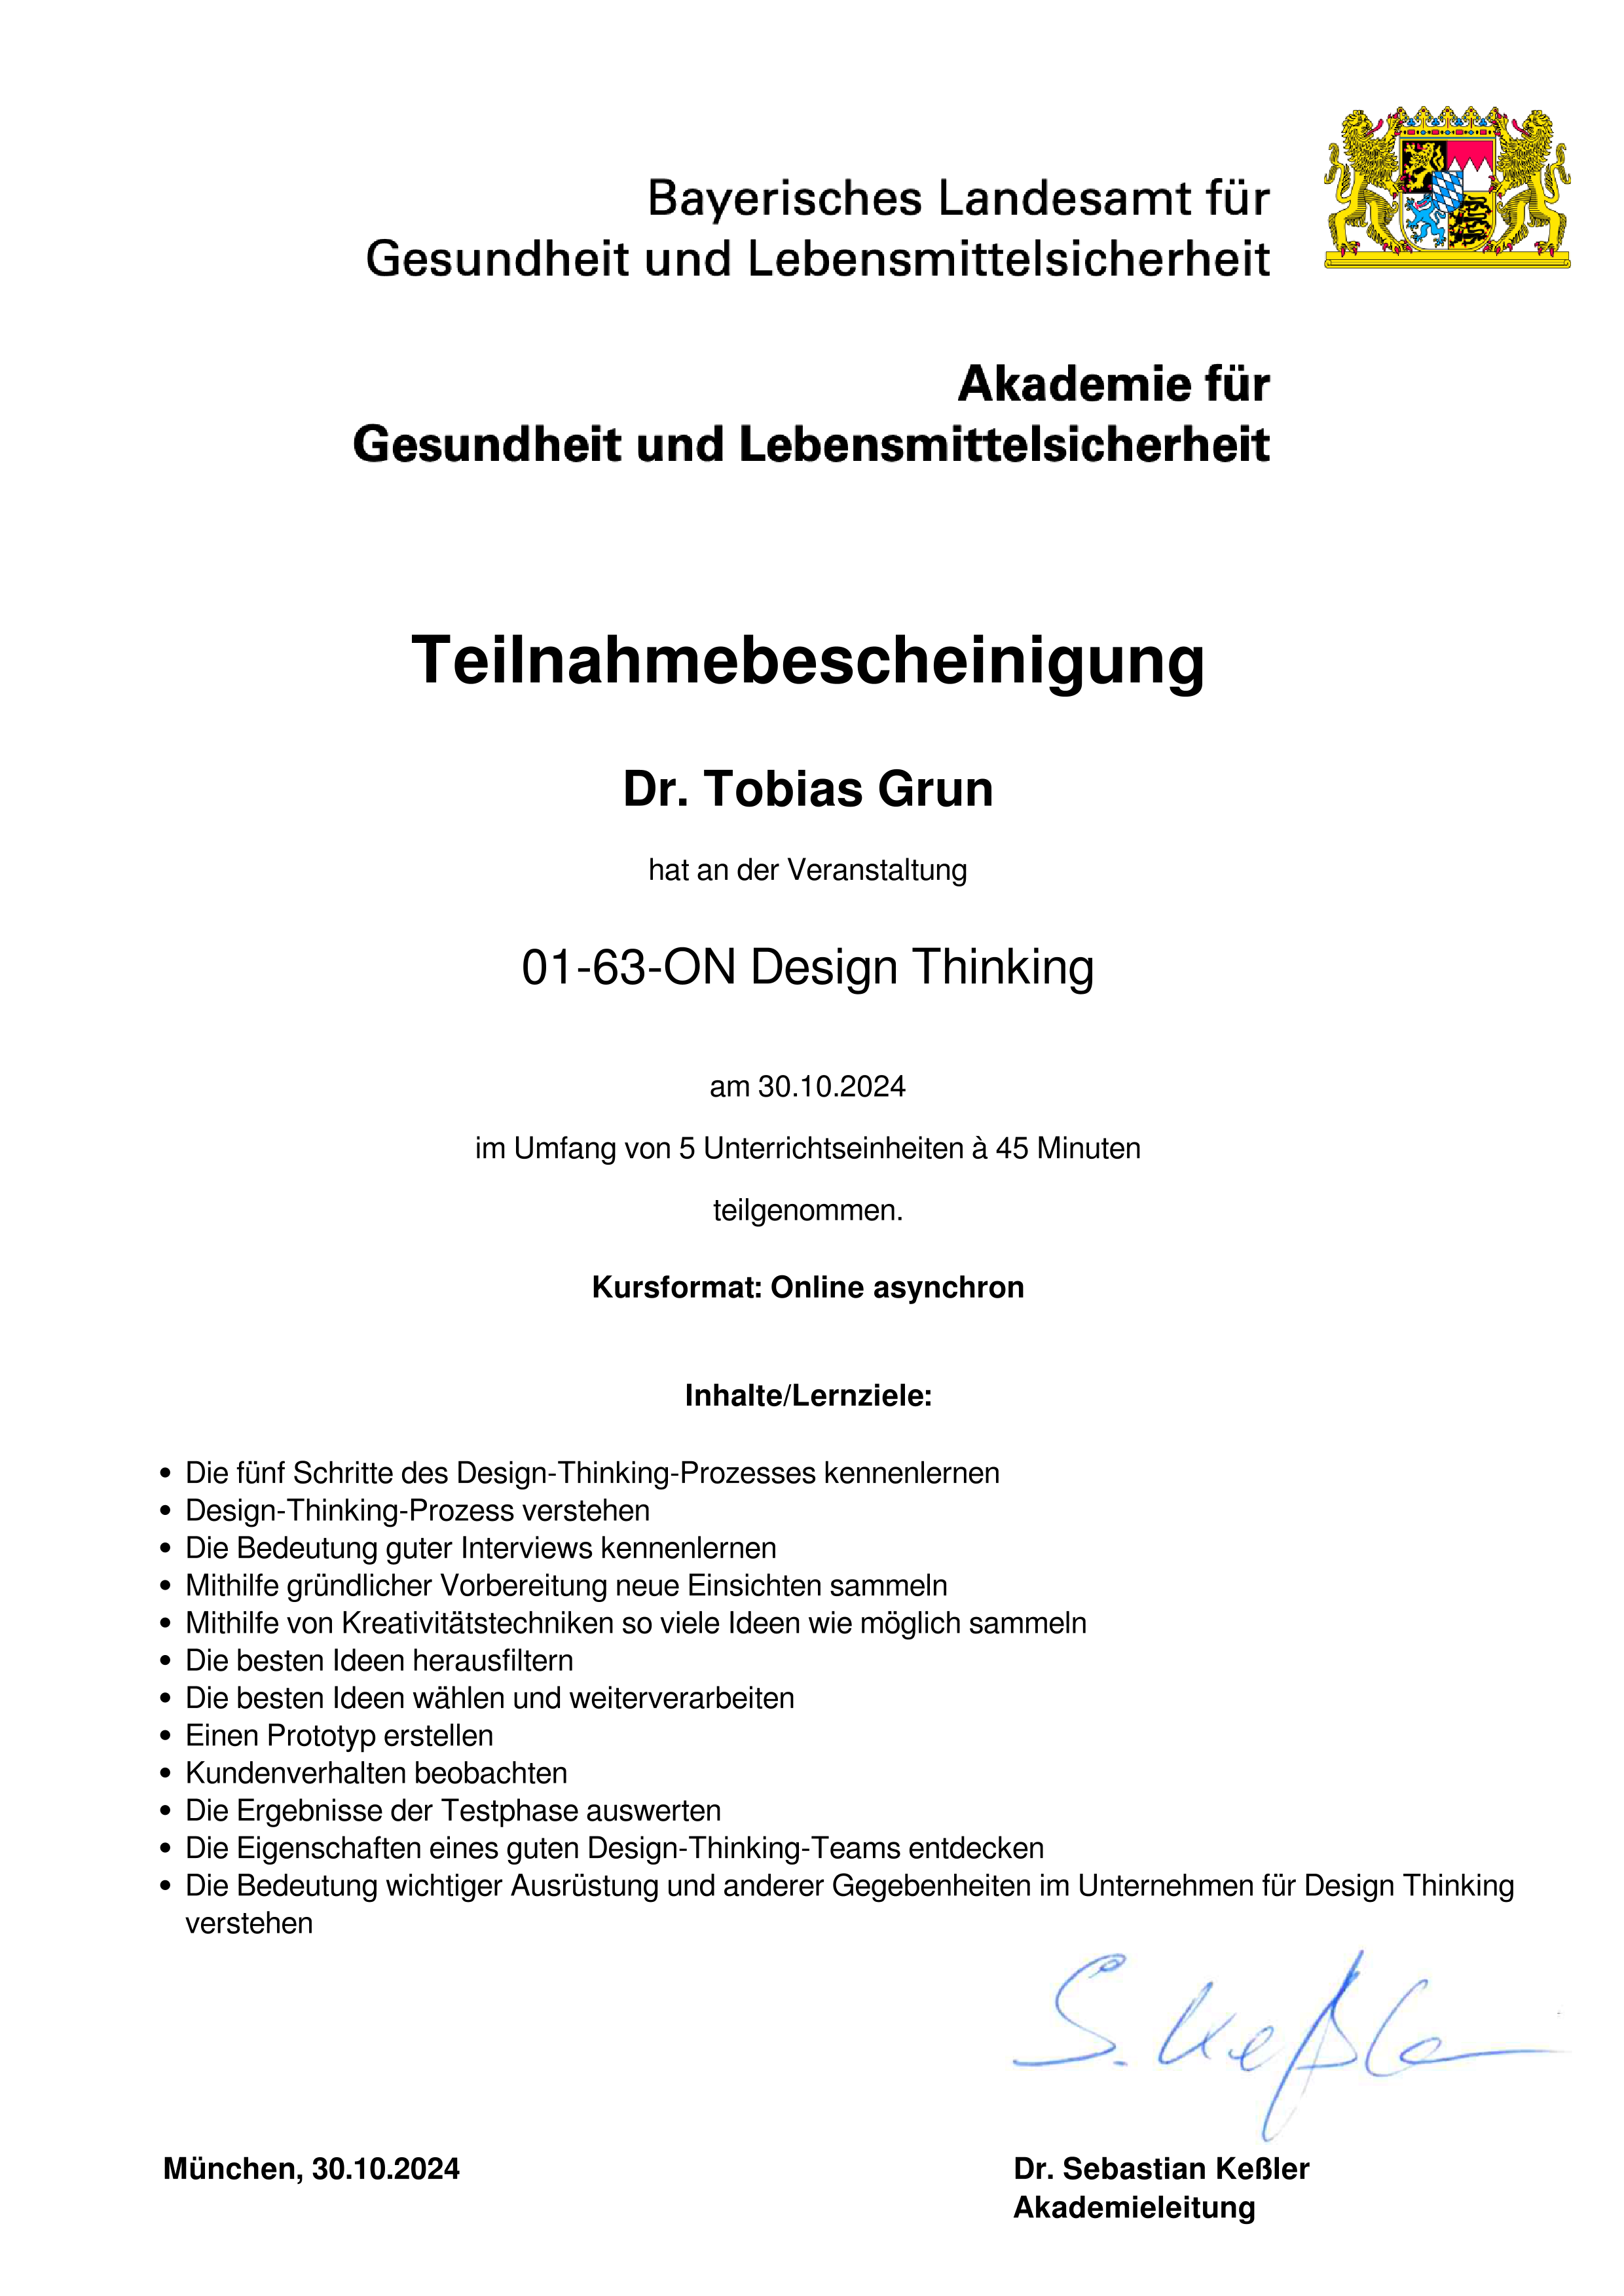 Bayerisches Landesamt für
Gesundheit und Lebensmittelsicherheit
Akademie für
Gesundheit und Lebensmittelsicherheit
Teilnahmebescheinigung
Dr. Tobias Grun
hat an der Veranstaltung
01-63-ON Design Thinking
am 30.10.2024
im Umfang von 5 Unterrichtseinheiten à 45 Minuten
teilgenommen.
Kursformat: Online asynchron
Inhalte/Lernziele:
• Die fünf Schritte des Design-Thinking-Prozesses kennenlernen
• Design-Thinking-Prozess verstehen
• Die Bedeutung guter Interviews kennenlernen
• Mithilfe gründlicher Vorbereitung neue Einsichten sammeln
• Mithilfe von Kreativitätstechniken so viele Ideen wie möglich sammeln
• Die besten Ideen herausfiltern
• Die besten Ideen wählen und weiterverarbeiten
• Einen Prototyp erstellen
• Kundenverhalten beobachten
• Die Ergebnisse der Testphase auswerten
• Die Eigenschaften eines guten Design-Thinking-Teams entdecken
• Die Bedeutung wichtiger Ausrüstung und anderer Gegebenheiten im Unternehmen für Design Thinking
verstehen
S. Keßler
München, 30.10.2024
Dr. Sebastian Keßler
Akademieleitung